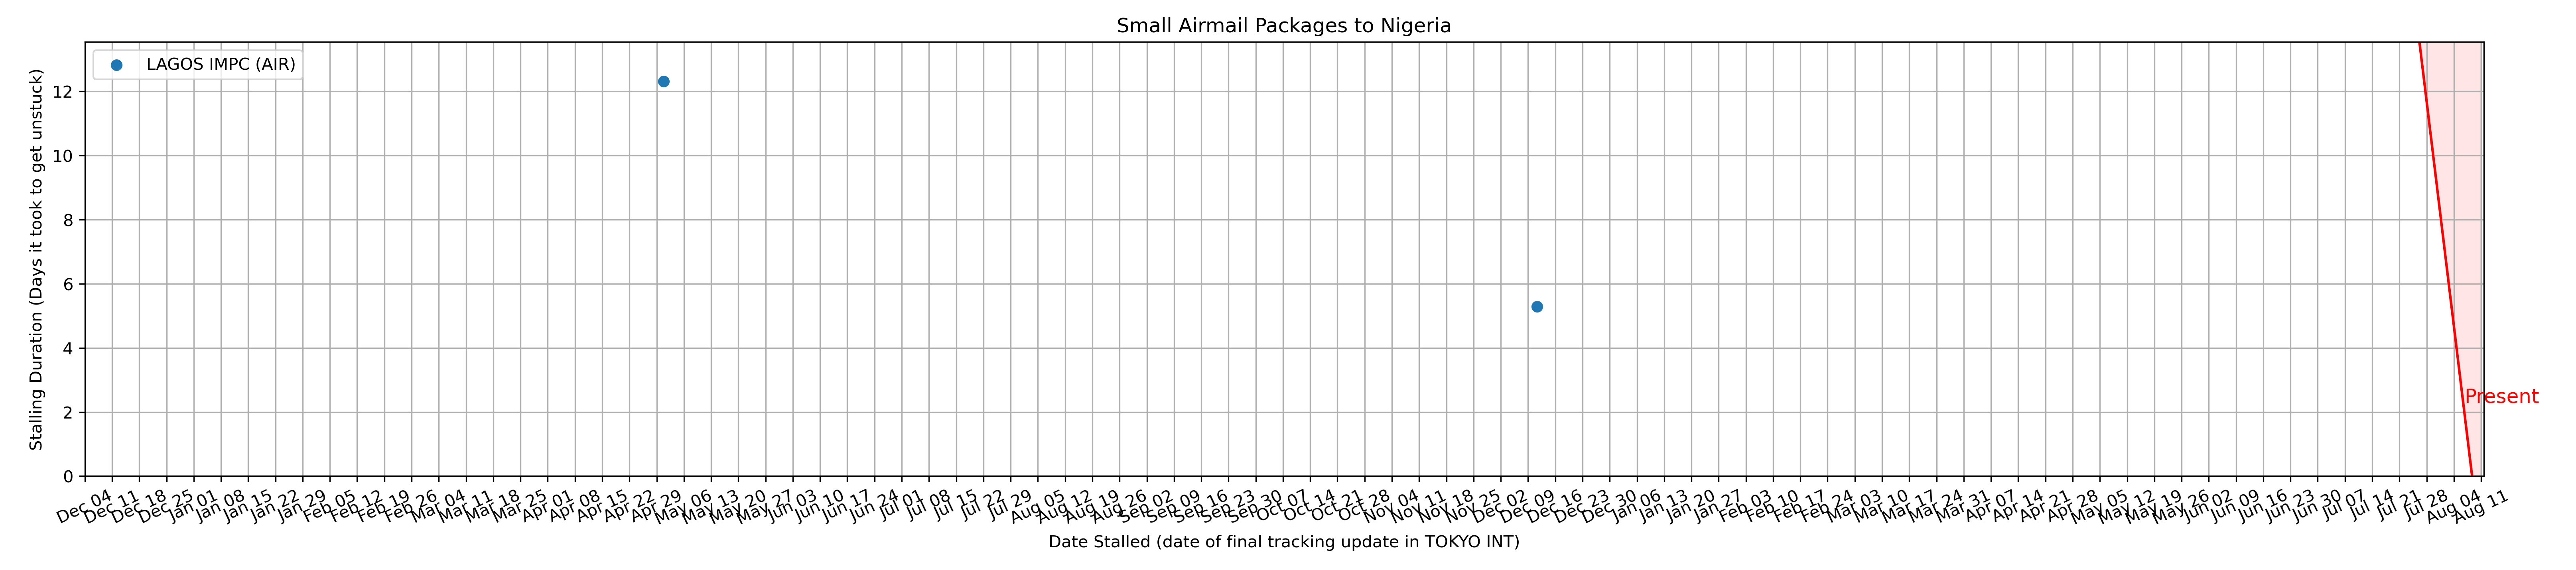 Small Airmail Packages to Nigeria
LAGOS IMPC (AIR)
Stalling Duration (Days it took to get unstuck)
12
10
8
6
4
2
0
Present
Dec 04 Dec 11 Dec 18 Dec 25 Jan 01 Jan 08 Jan 15 Jan 22 Jan 29 Feb 05 Feb 12 Feb 19 Feb 26 Mar 04 Mar 11 Mar 18 Mar 25 Apr 01 Apr 08 Apr 15 Apr 22 Apr 29 May 06 May 13 May 20 May 27 Jun 03 Jun 10 Jun 17 Jun 24 Jul 01 Jul 08 Jul 15 Jul 22 Jul 29 Aug 05 Aug 12 Aug 19 Aug 26 Sep 02 Sep 09 Sep 16 Sep 23 Sep 30 Oct 07 Oct 14 Oct 21 Oct 28 Nov 04 Nov 11 Nov 18 Nov 25 Dec 02 Dec 09 Dec 16 Dec 23 Dec 30 Jan 06 Jan 13 Jan 20 Jan 27 Feb 03 Feb 10 Feb 17 Feb 24 Mar 03 Mar 10 Mar 17 Mar 24 Mar 31 Apr 07 Apr 14 Apr 21 Apr 28 May 05 May 12 May 19 May 26 Jun 02 Jun 09 Jun 16 Jun 23 Jun 30 Jul 07 Jul 14 Jul 21 Jul 28 Aug 04 Aug 11
Date Stalled (date of final tracking update in TOKYO INT)